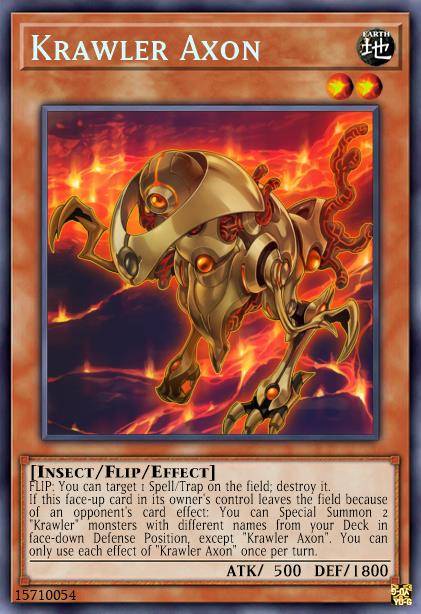 Krawler Axon
EARTH
地
[Insect/Flip/Effect]
FLIP: You can target 1 Spell/Trap on the field; destroy it.
If this face-up card in its owner's control leaves the field because
of an opponent's card effect: You can Special Summon 2
"Krawler" monsters with different names from your Deck in
face-down Defense Position, except "Krawler Axon". You can
only use each effect of "Krawler Axon" once per turn.
ATK/ 500 DEF/1800
15710054